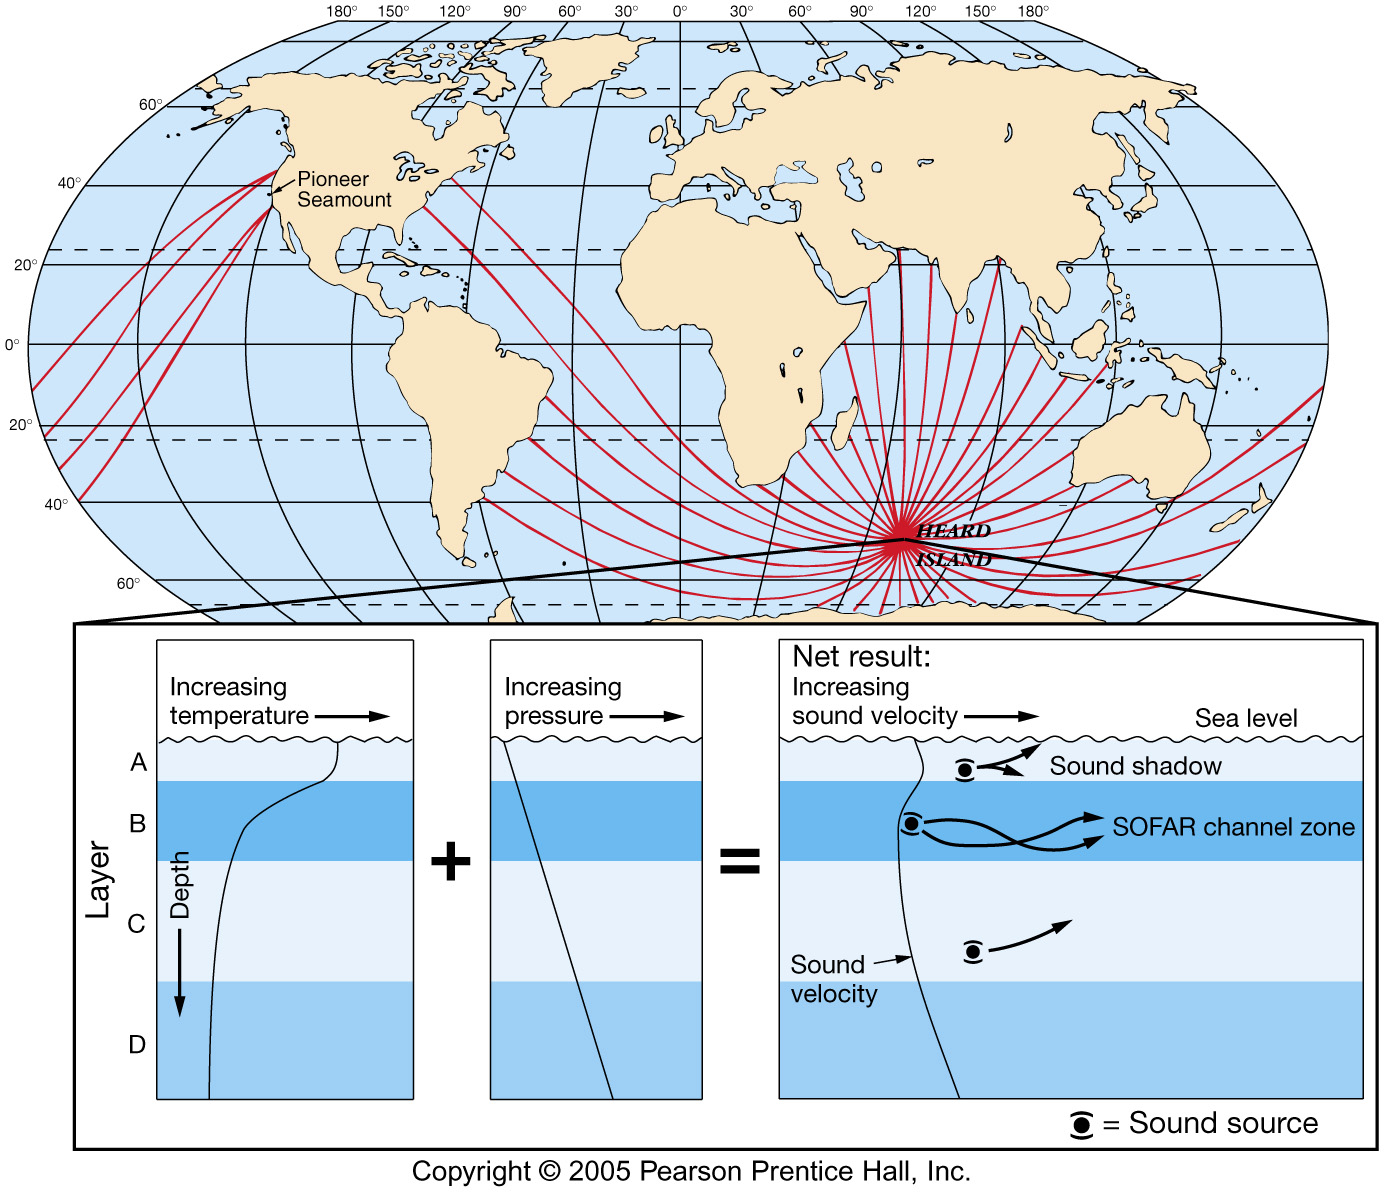 180° 150° 120° 90° 60° 30° 0° 30° 60° 90° 120° 150° 180°
60°
40°
20°
0°
20°
40°
60°
Pioneer
Seamount
HEARD
ISLAND
Increasing
temperature
Increasing
pressure
Net result:
Increasing
sound velocity
Sea level
Layer
A
B
C
D
Depth
Sound shadow
SOFAR channel zone
Sound
velocity
= Sound source
Copyright © 2005 Pearson Prentice Hall, Inc.